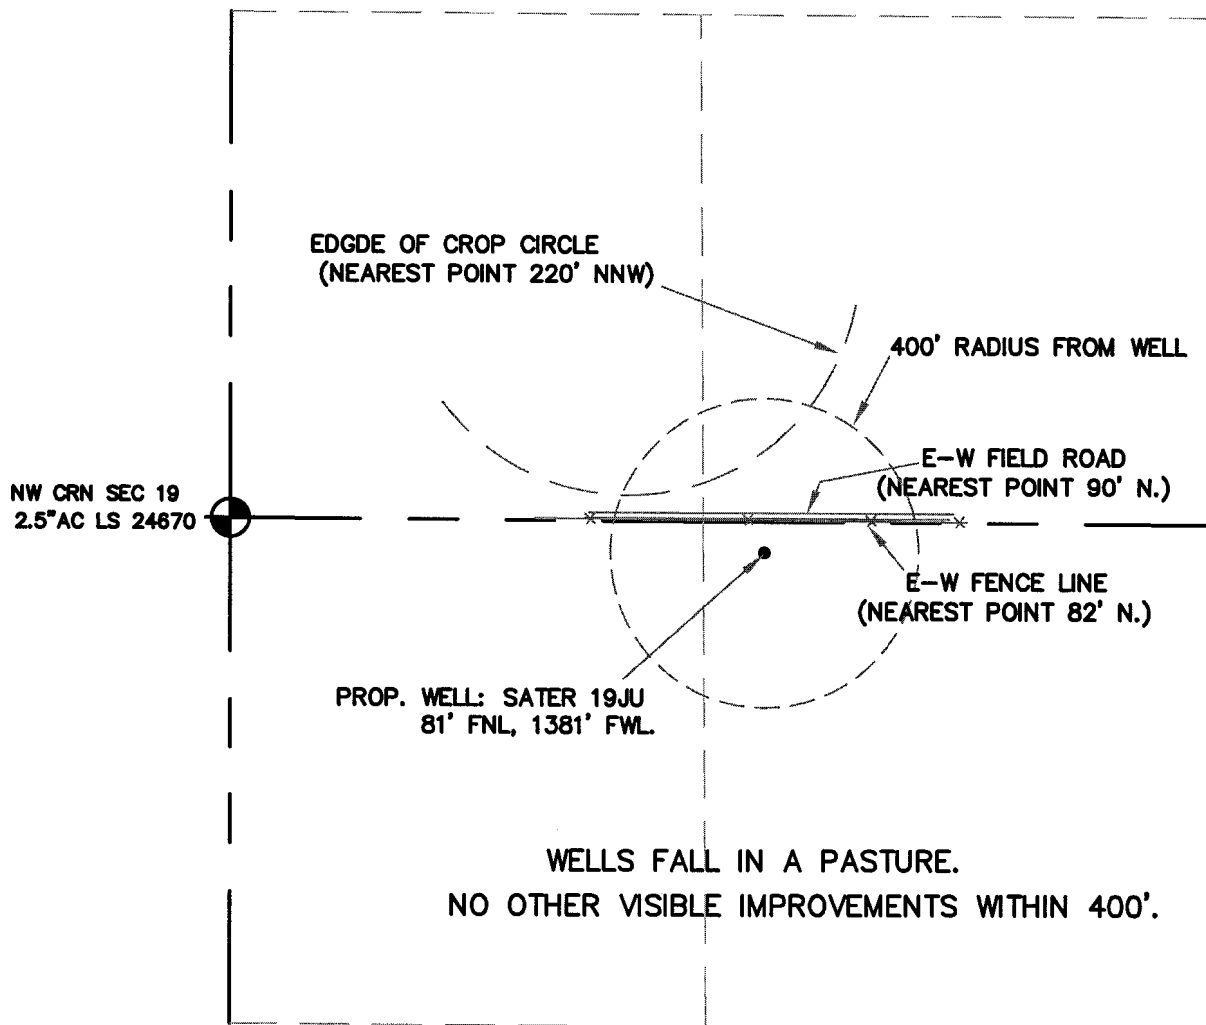 EDGDE OF CROP CIRCLE
(NEAREST POINT 220' NNW)
400' RADIUS FROM WELL
E-W FIELD ROAD
(NEAREST POINT 90' N.)
NW CRN SEC 19
2.5"AC LS 24670
E-W FENCE LINE
(NEAREST POINT 82' N.)
PROP. WELL: SATER 19JU
81' FNL, 1381' FWL.
WELLS FALL IN A PASTURE.
NO OTHER VISIBLE IMPROVEMENTS WITHIN 400'.